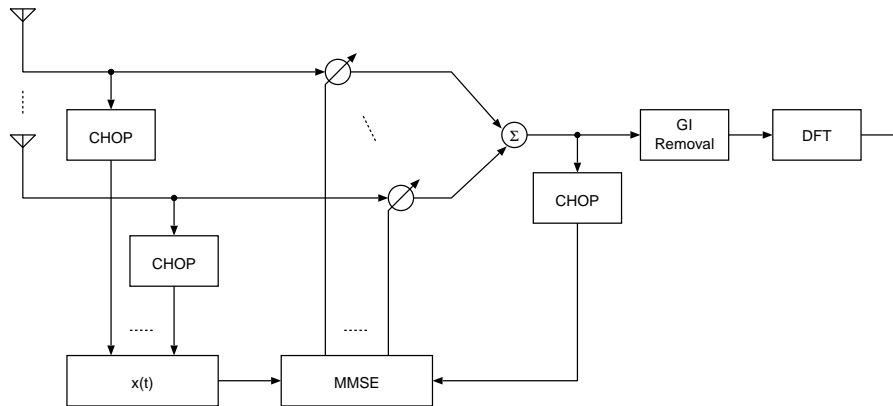 CHOP
Σ
GI
Removal
DFT
CHOP
CHOP
x(t)
MMSE